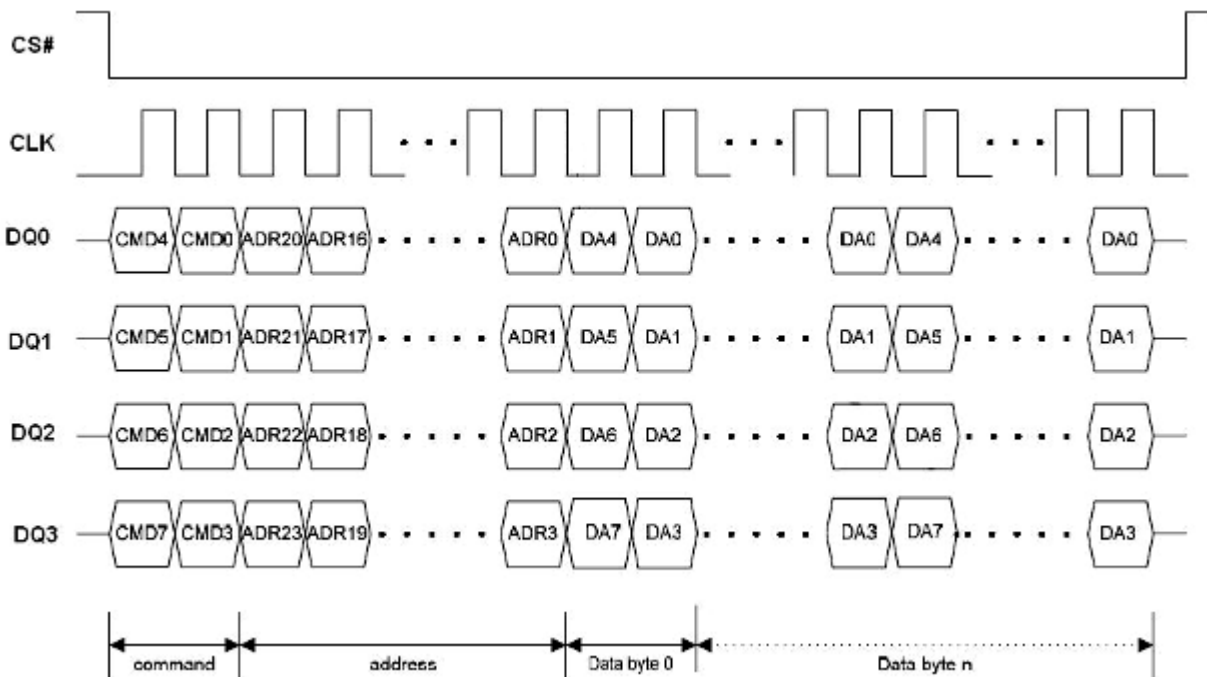 CS#
CLK
DQ0 CMD4 CMD0 ADR20 ADR16 ADR0 DA4 DA0 DA0 DA4 DA0
DQ1 CMD5 CMD1 ADR21 ADR17 ADR1 DA5 DA1 DA1 DA5 DA1
DQ2 CMD6 CMD2 ADR22 ADR18 ADR2 DA6 DA2 DA2 DA6 DA2
DQ3 CMD7 CMD3 ADR23 ADR19 ADR3 DA7 DA3 DA3 DA7 DA3
command address Data byte 0 Data byte n